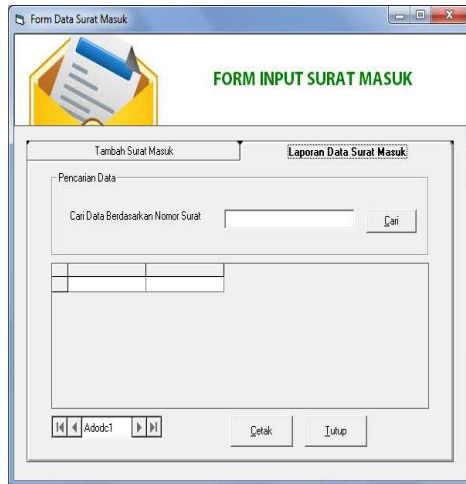 Form Data Surat Masuk
FORM INPUT SURAT MASUK
Tambah Surat Masuk
Laporan Data Surat Masuk
Pencarian Data
Cari Data Berdasarkan Nomor Surat
Cari
Adodc1
Cetak
Tutup